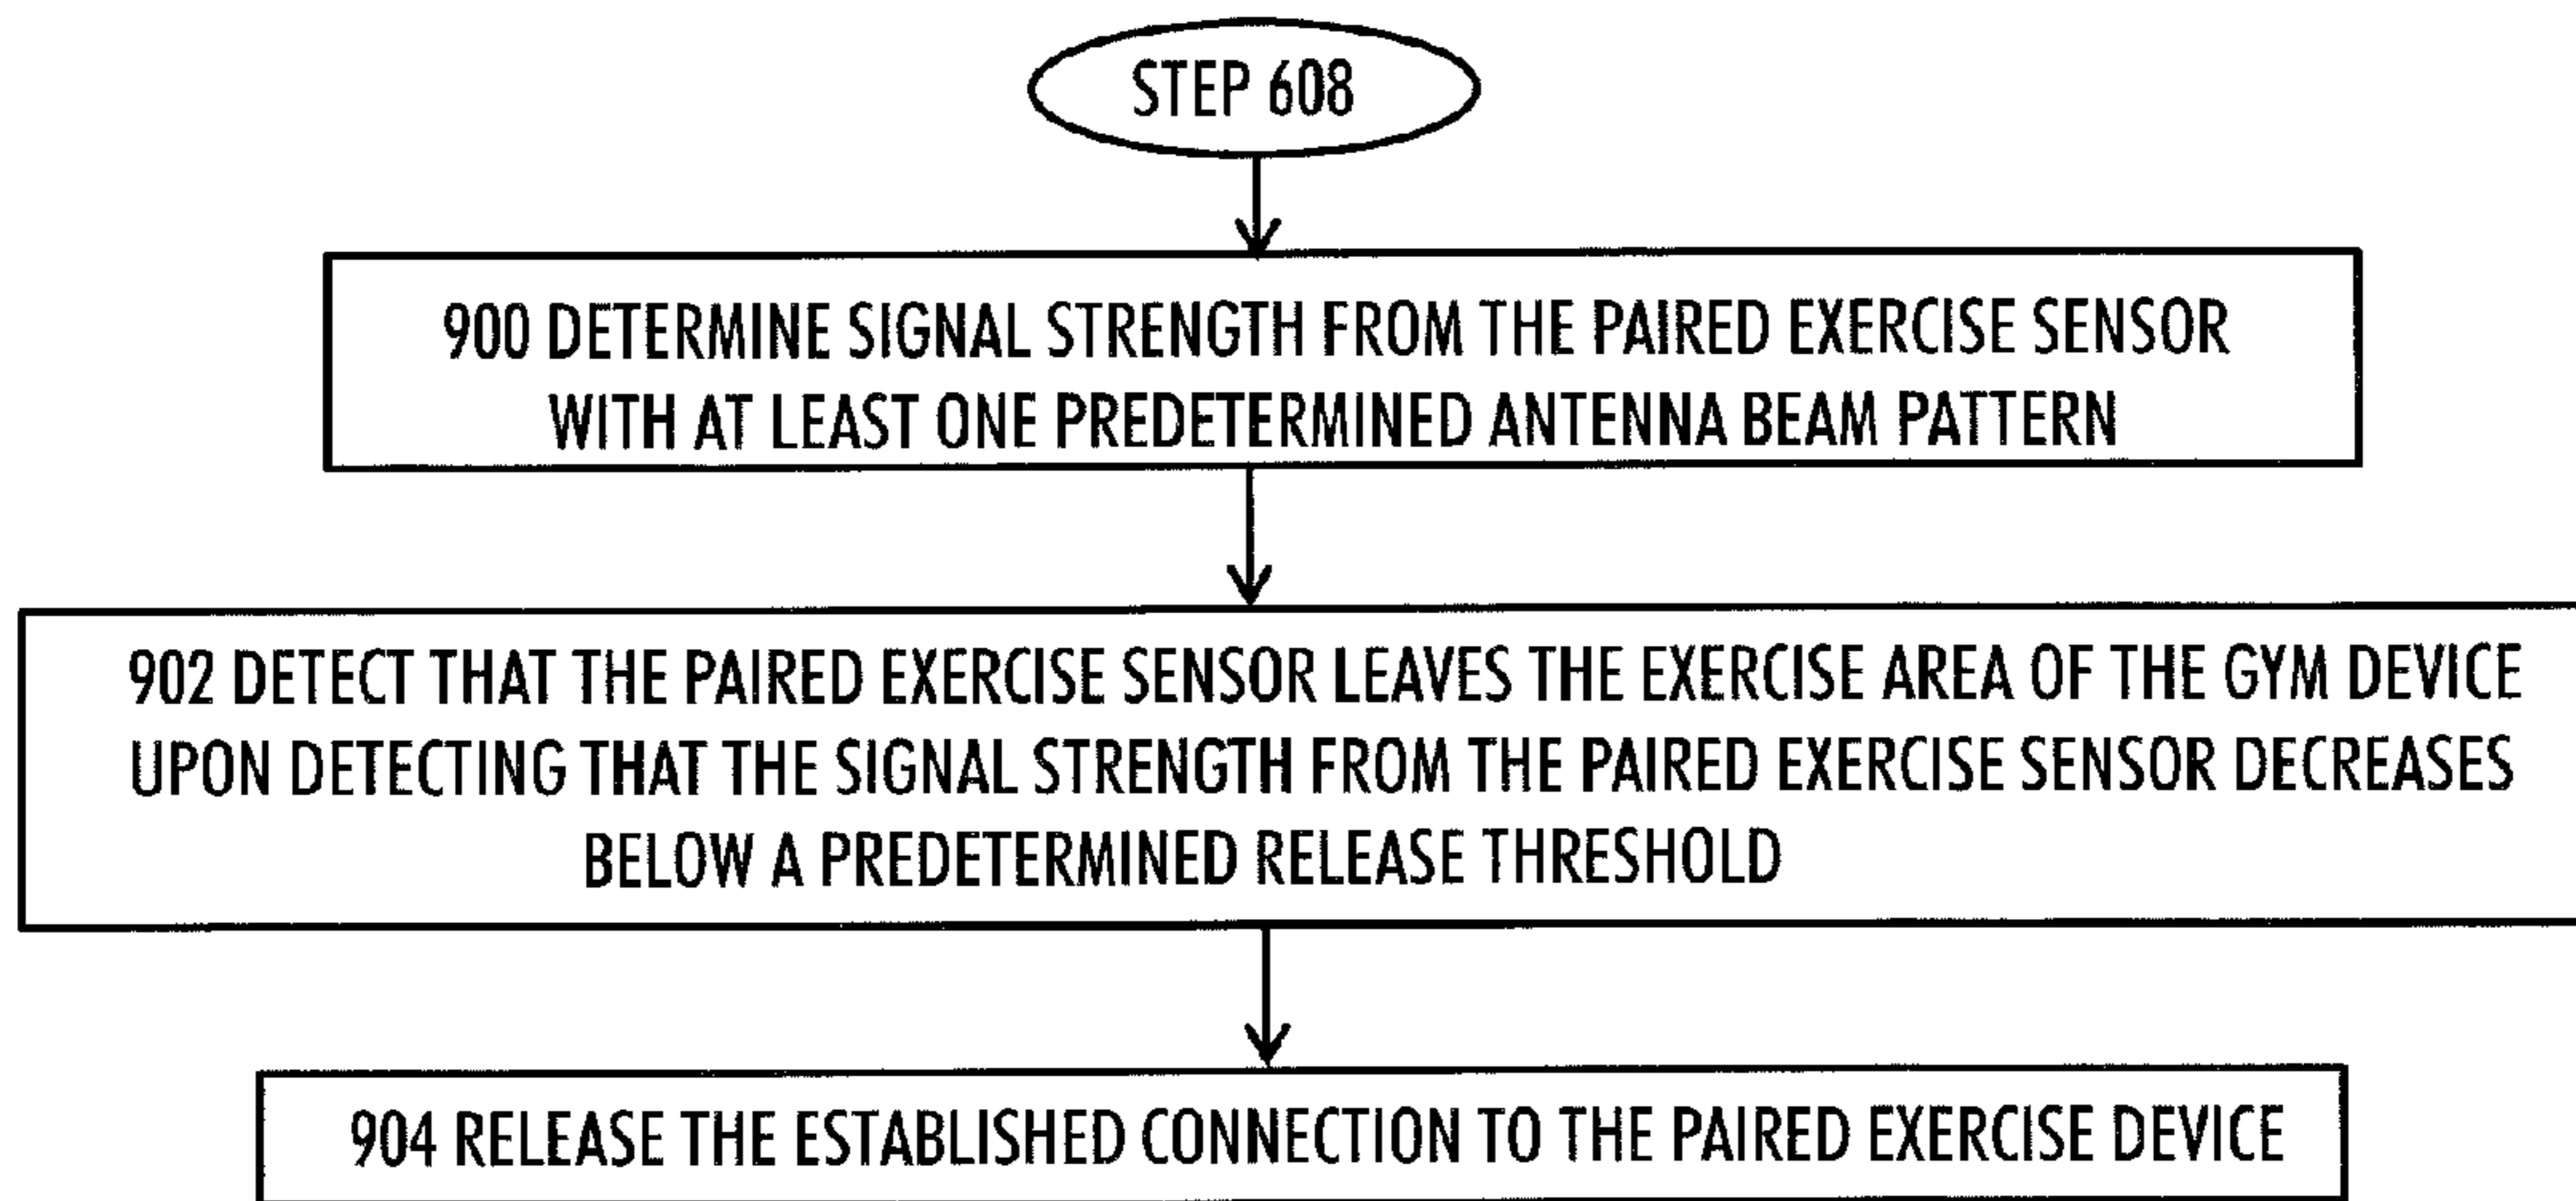 STEP 608
900 DETERMINE SIGNAL STRENGTH FROM THE PAIRED EXERCISE SENSOR
WITH AT LEAST ONE PREDETERMINED ANTENNA BEAM PATTERN
902 DETECT THAT THE PAIRED EXERCISE SENSOR LEAVES THE EXERCISE AREA OF THE GYM DEVICE
UPON DETECTING THAT THE SIGNAL STRENGTH FROM THE PAIRED EXERCISE SENSOR DECREASES
BELOW A PREDETERMINED RELEASE THRESHOLD
904 RELEASE THE ESTABLISHED CONNECTION TO THE PAIRED EXERCISE DEVICE